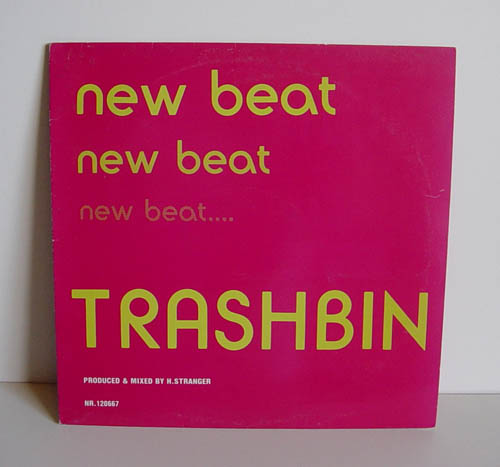 new beat
new beat
new beat....
TRASHBIN
PRODUCED & MIXED BY H.STRANGER
NR.120667